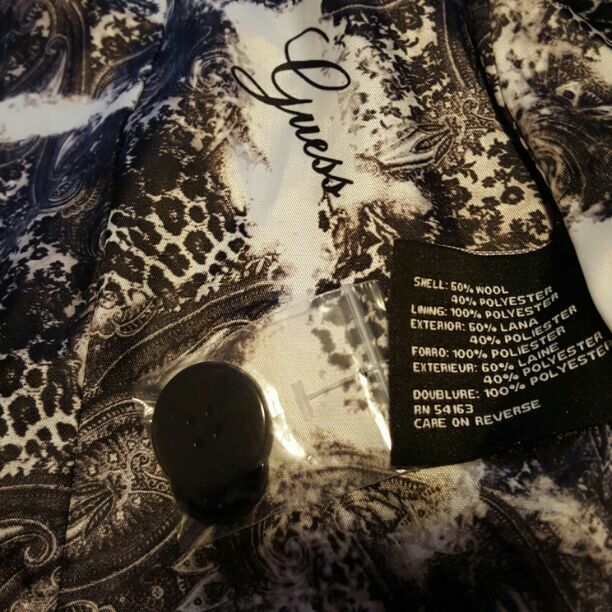 Guess
SHELL: 60% WOOL
40% POLYESTER
LINING: 100% POLYESTER
EXTERIOR: 60% LANA
40% POLIESTER
FORRO: 100% POLIESTER
EXTERIEUR: 60% LAINE
40% POLYESTER
DOUBLURE: 100% POLYESTER
RN 54163
CARE ON REVERSE